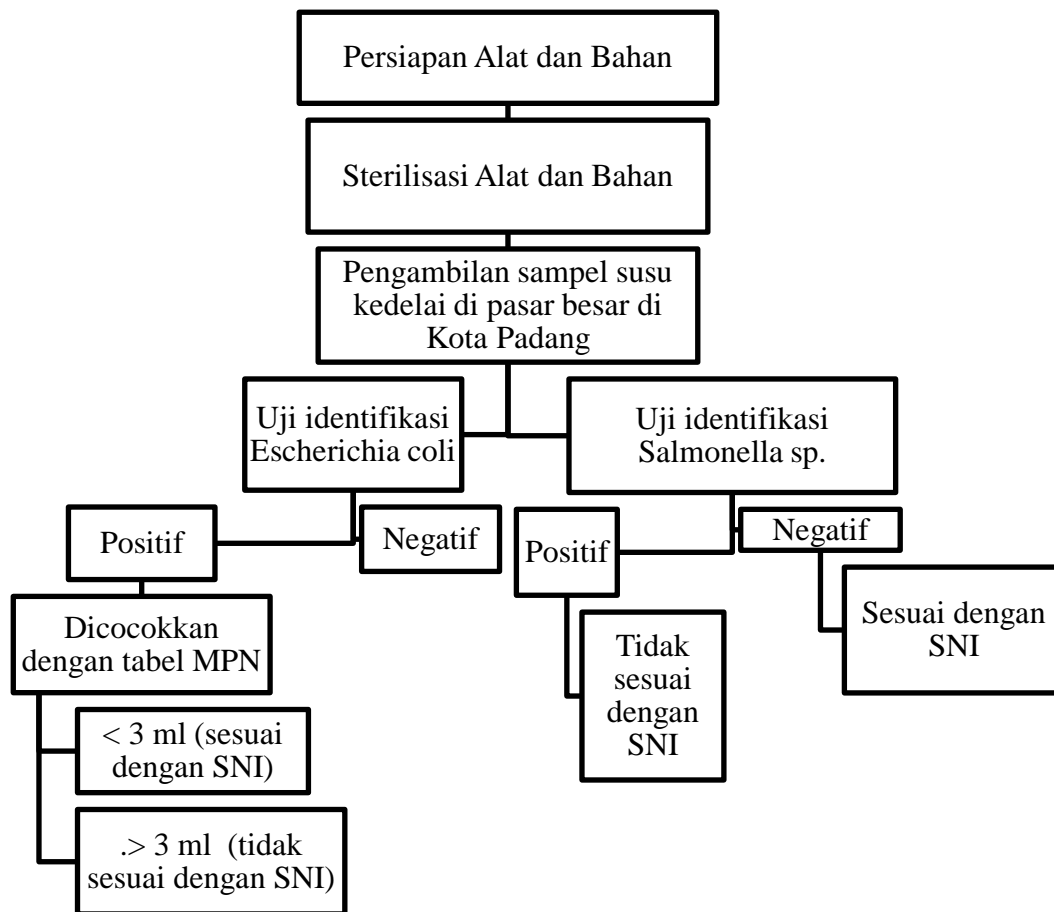 Persiapan Alat dan Bahan
Sterilisasi Alat dan Bahan
Pengambilan sampel susu
kedelai di pasar besar di
Kota Padang
Uji identifikasi
Escherichia coli
Uji identifikasi
Salmonella sp.
Positif
Negatif
Positif
Negatif
Dicocokkan
dengan tabel MPN
Tidak
sesuai
dengan
SNI
Sesuai dengan
SNI
< 3 ml (sesuai
dengan SNI)
.> 3 ml  (tidak
sesuai dengan SNI)